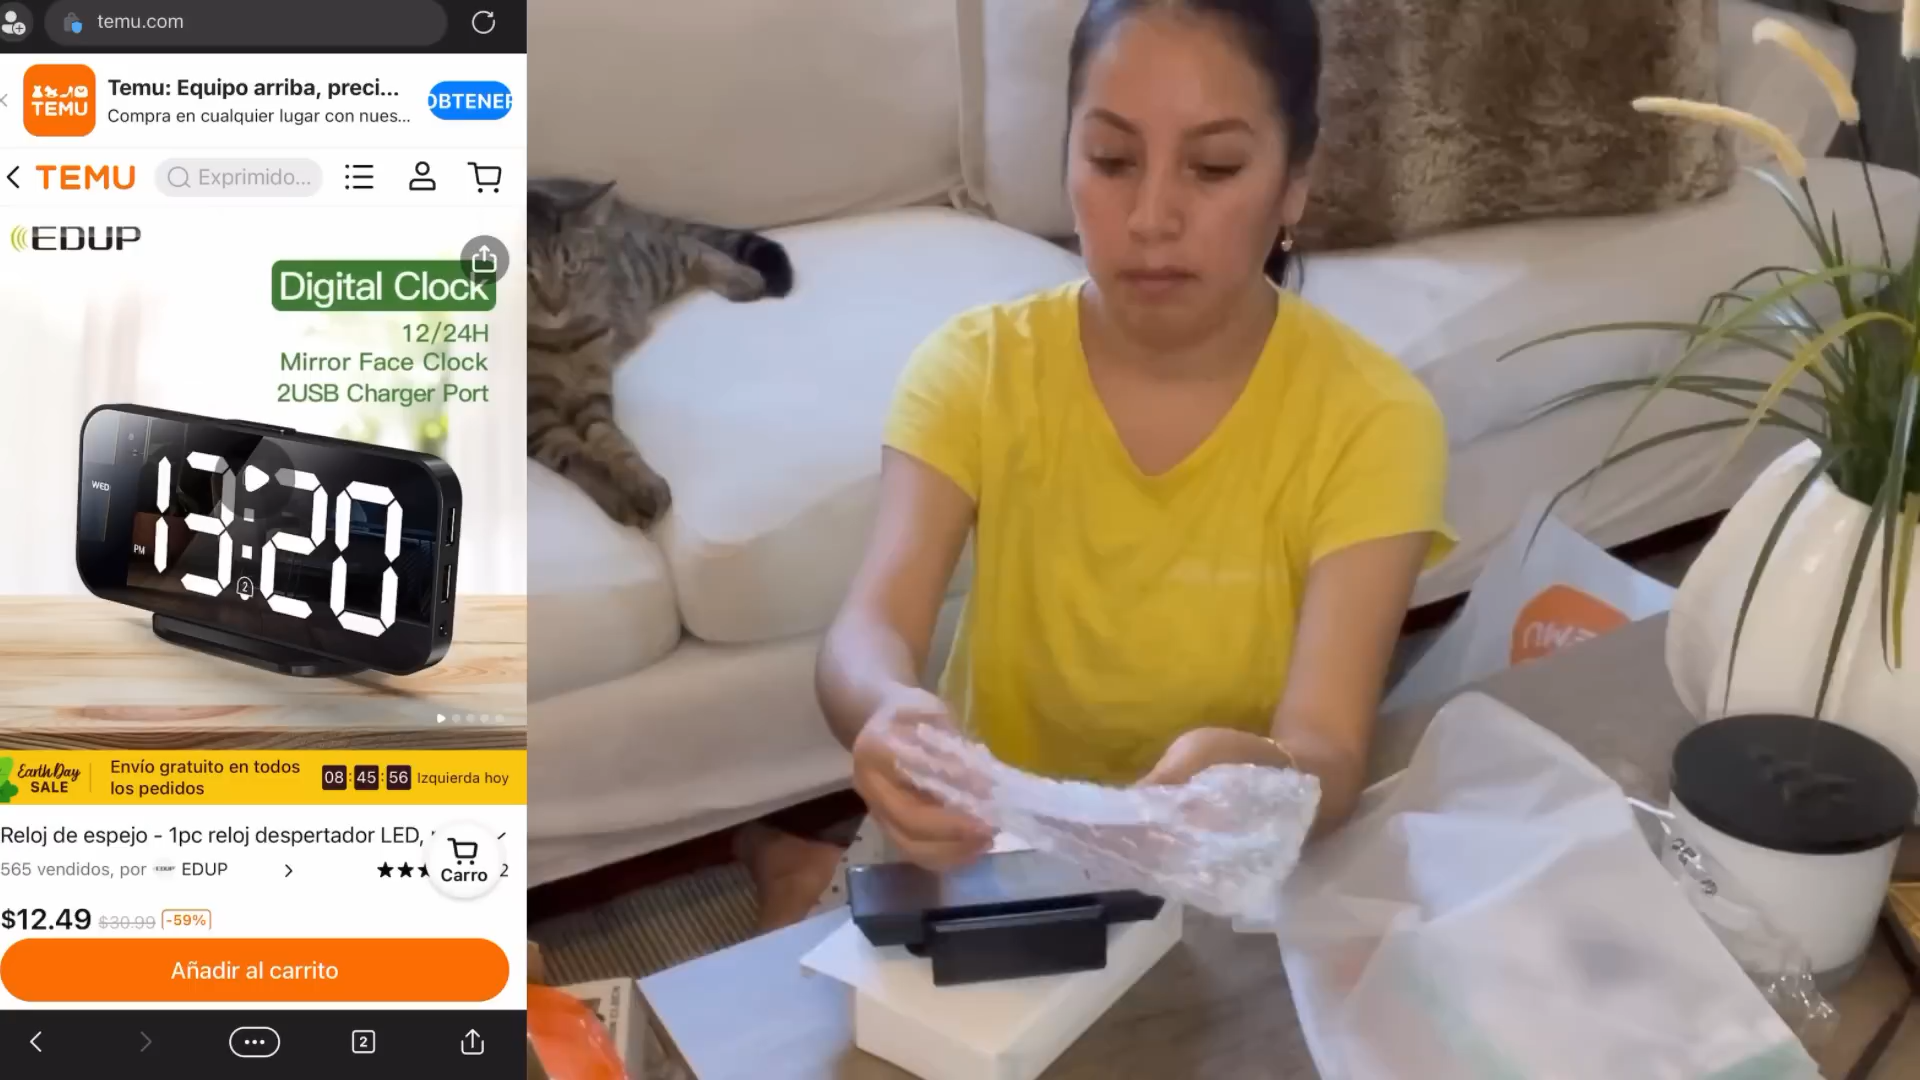 temu.com
TEMU
Temu: Equipo arriba, preci...
Compra en cualquier lugar con nues...
OBTENER
TEMU
Exprimido...
EDUP
Digital Clock
12/24H
Mirror Face Clock
2USB Charger Port
WED
PM
13:20
2
Earth Day
SALE
Envío gratuito en todos
los pedidos
08:45:56 Izquierda hoy
Reloj de espejo - 1pc reloj despertador LED,
565 vendidos, por EDUP
2
Carro
$12.49 $30.99 -59%
Añadir al carrito
2